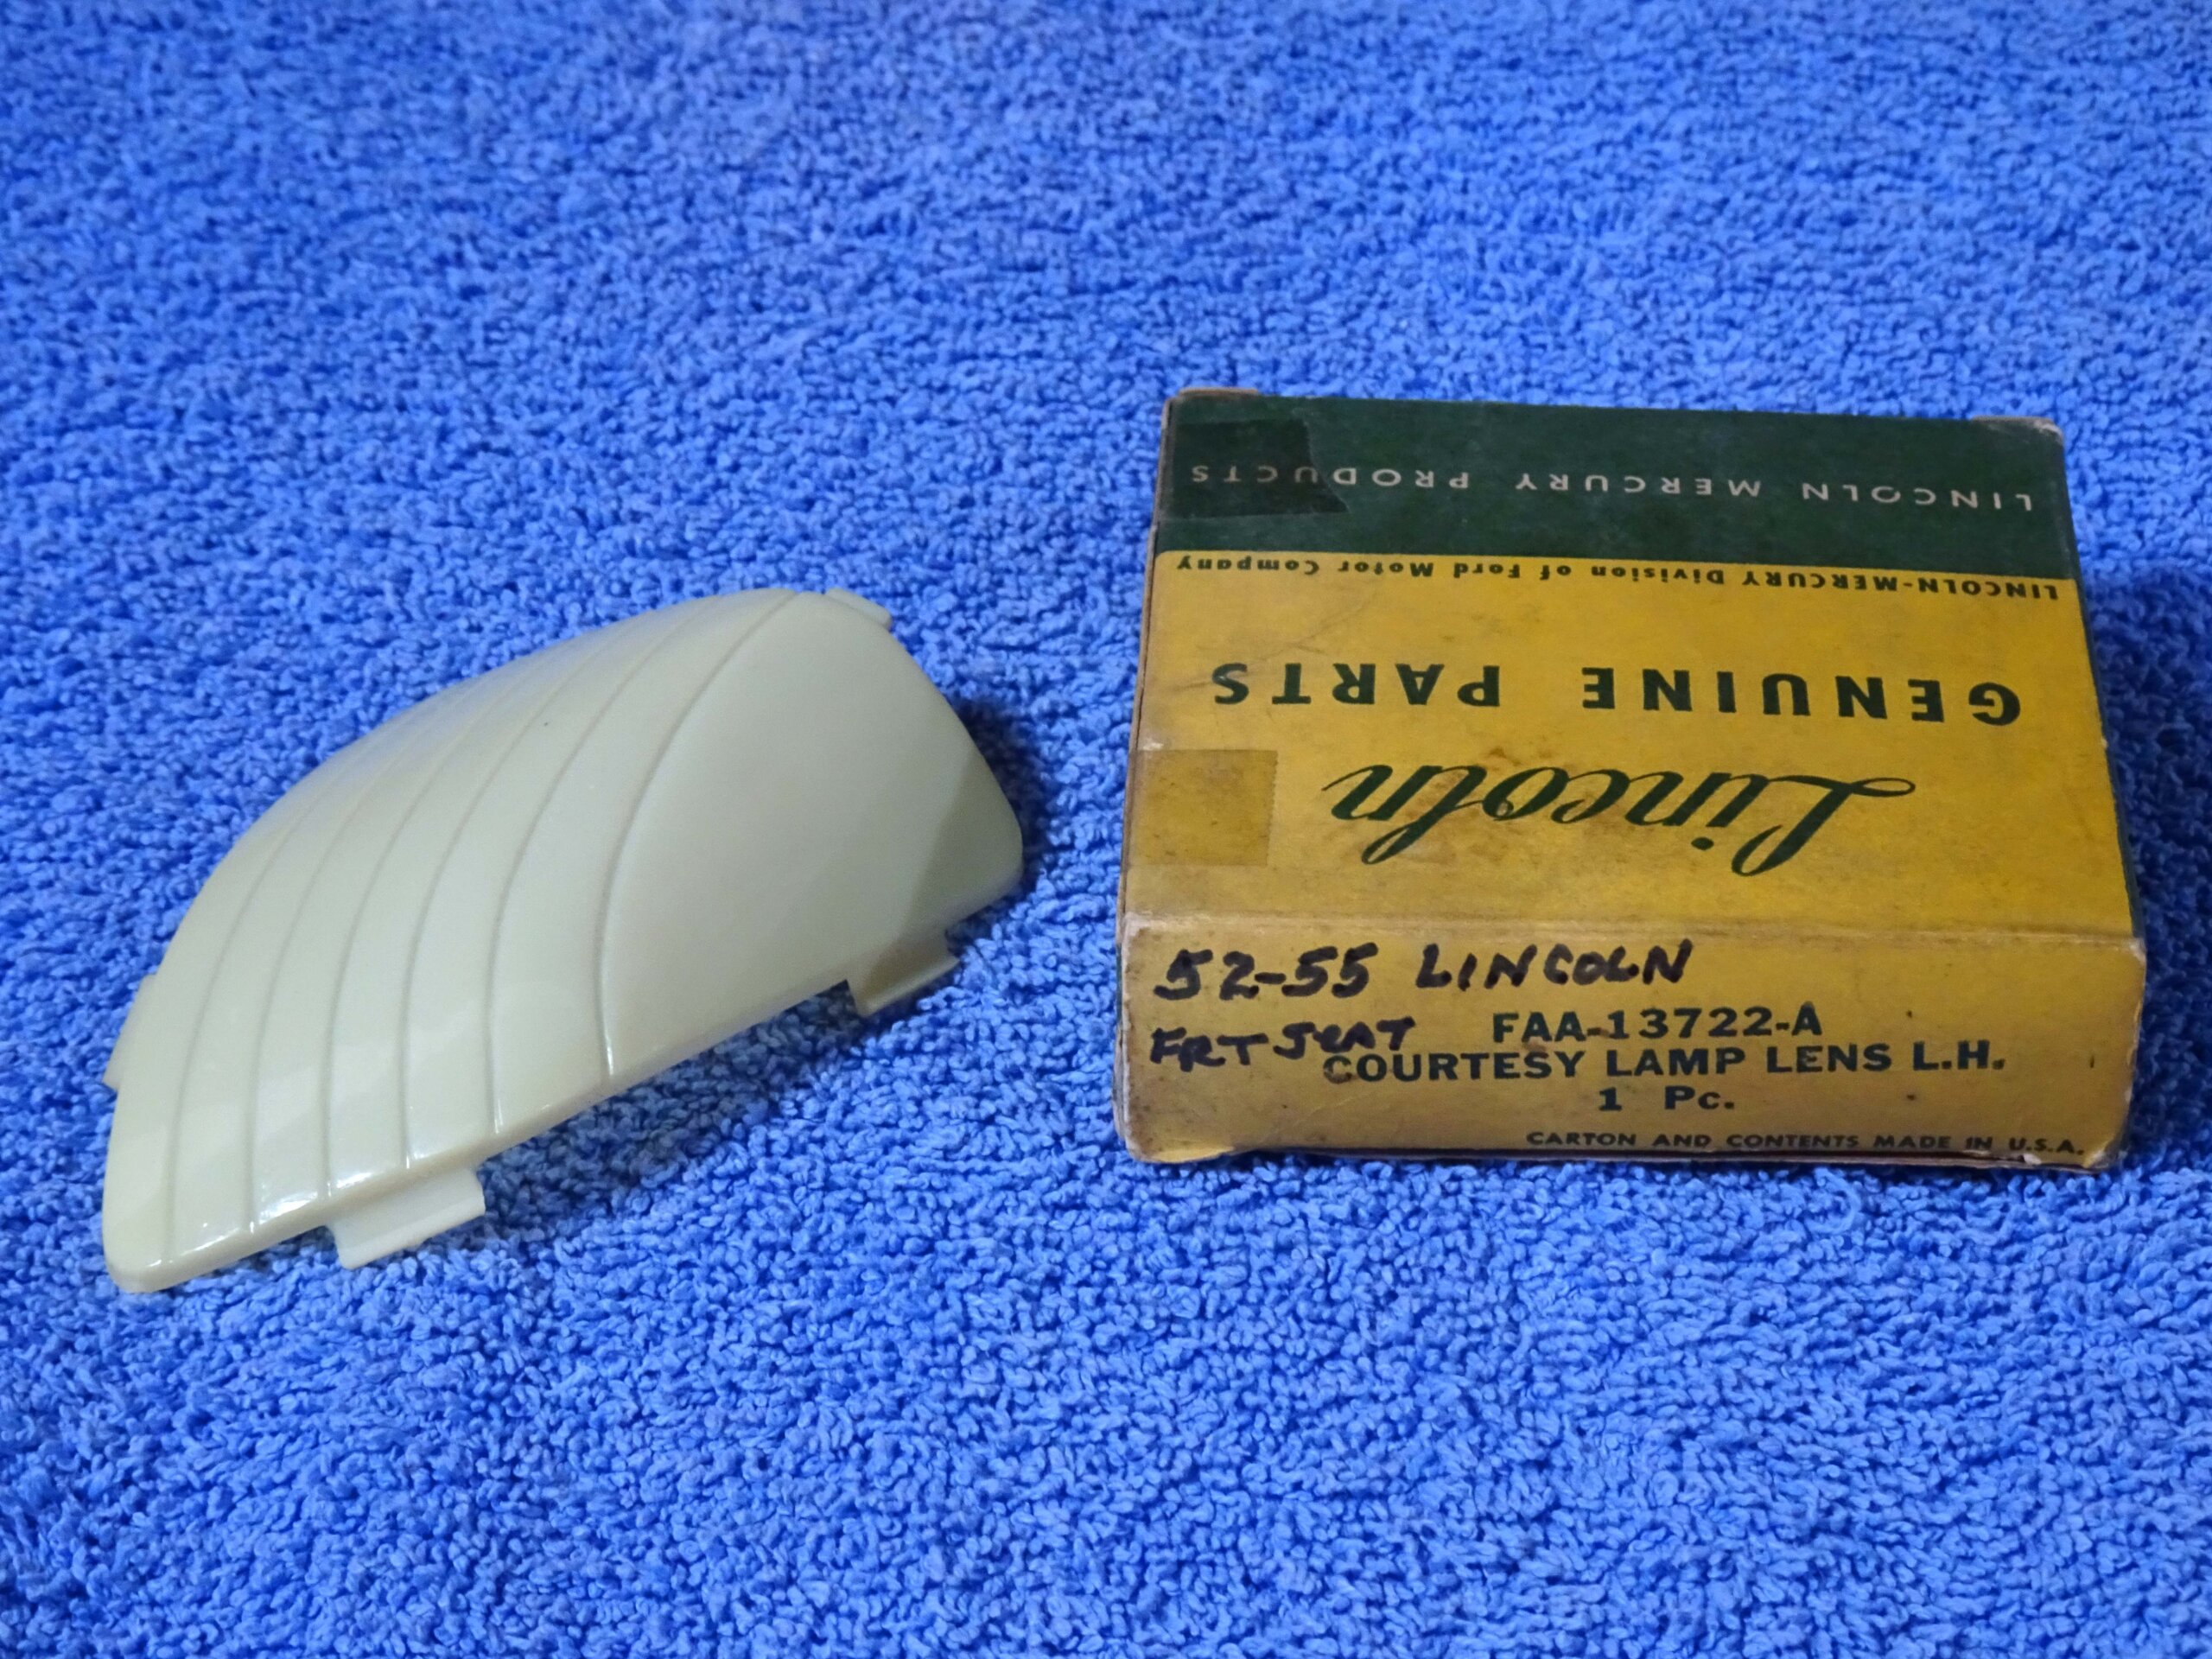 LINCOLN MERCURY PRODUCTS
LINCOLN-MERCURY Division of Ford Motor Company
GENUINE PARTS
Lincoln
52-55 LINCOLN
FRT SEAT FAA-13722-A
COURTESY LAMP LENS L.H.
1 Pc.
CARTON AND CONTENTS MADE IN U.S.A.